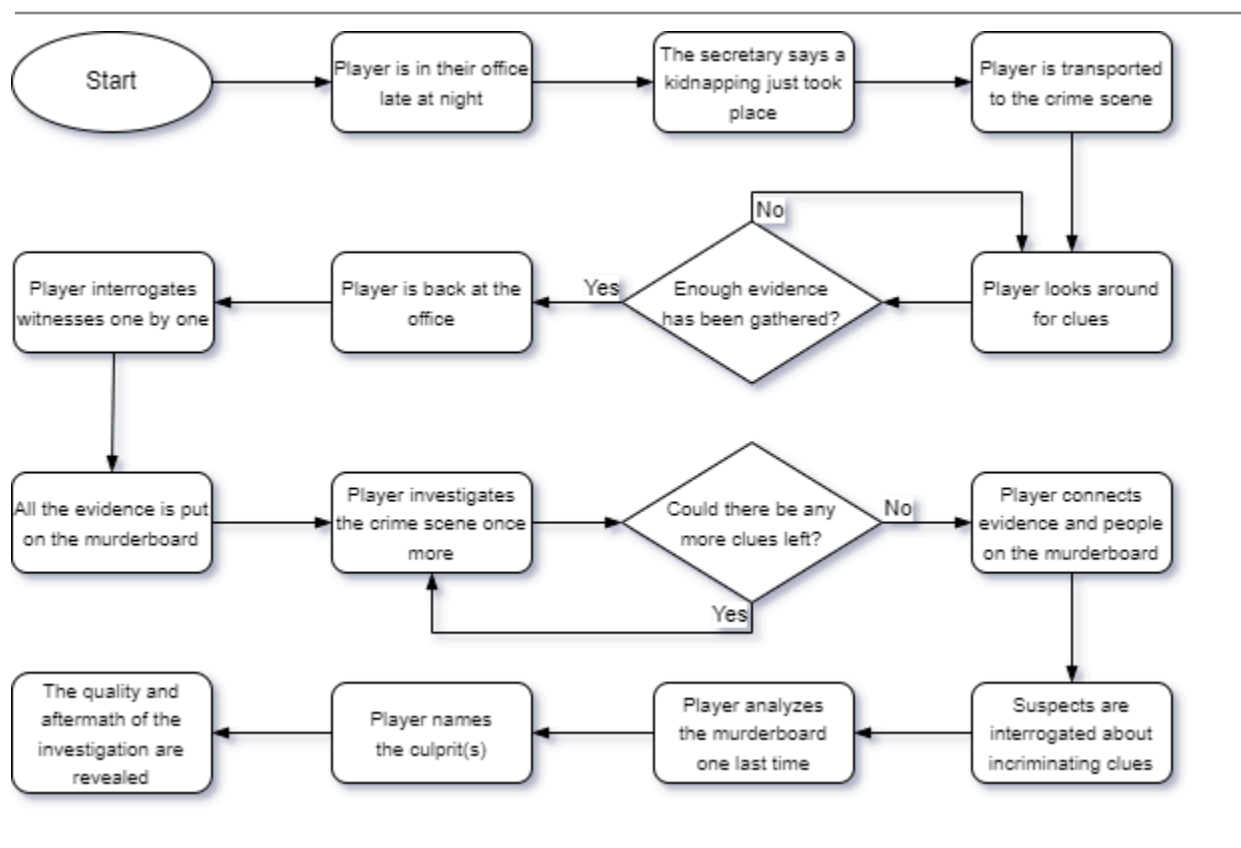 Start
Player is in their office
late at night
The secretary says a
kidnapping just took
place
Player is transported
to the crime scene
No
Player interrogates
witnesses one by one
Player is back at the
office
Yes
Enough evidence
has been gathered?
Player looks around
for clues
All the evidence is put
on the murderboard
Player investigates
the crime scene once
more
Could there be any
more clues left?
No
Player connects
evidence and people
on the murderboard
Yes
The quality and
aftermath of the
investigation are
revealed
Player names
the culprit(s)
Player analyzes
the murderboard
one last time
Suspects are
interrogated about
incriminating clues